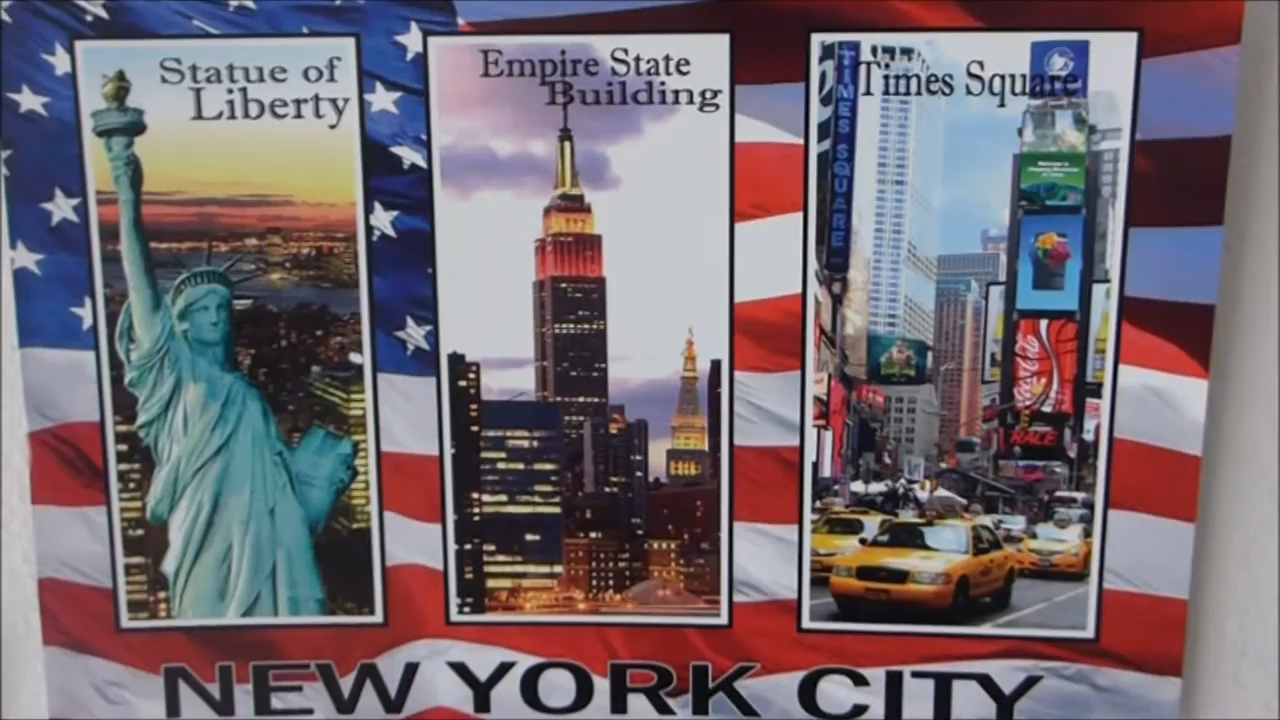 Statue of
Liberty
Empire State
Building
Times Square
TIMES SQUARE
Coca-Cola
RACE
NEW YORK CITY